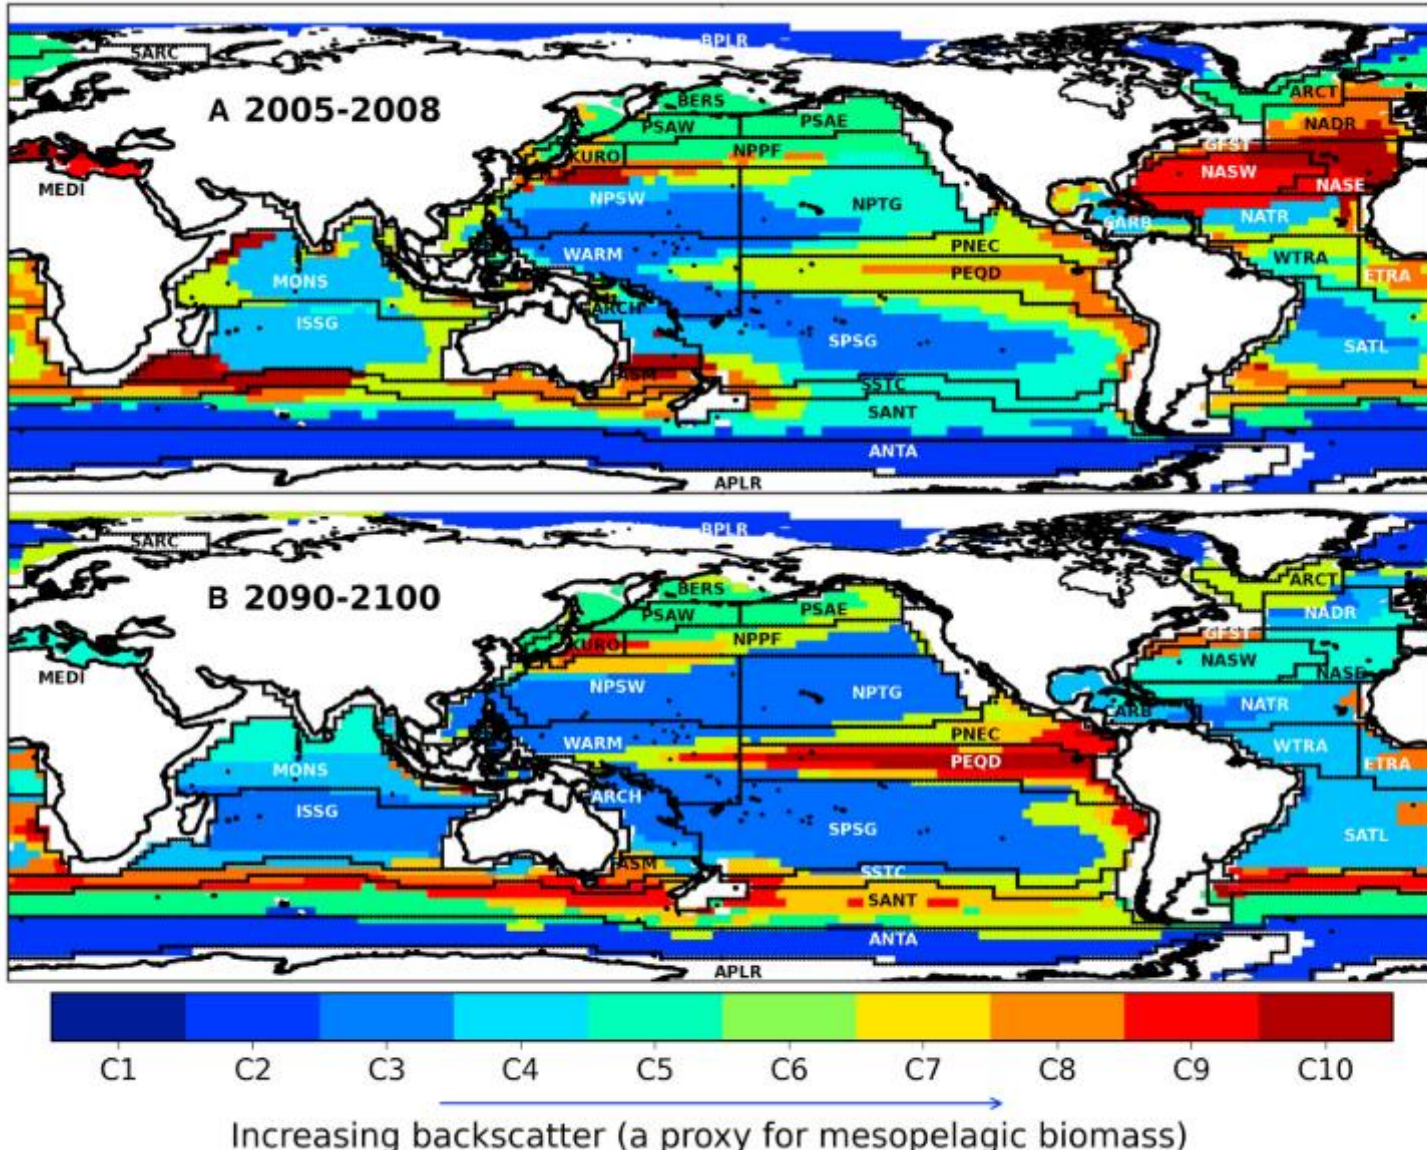 BPLR
SARC
A 2005-2008
BERS
ARCT
PSAW
PSAE
NADR
GFST
KURO
NPPF
NASW
MEDI
NASE
NPSW
NPTG
NATR
CARB
PNEC
WARM
WTRA
MONS
PEQD
ETRA
ARCH
ISSG
SPSG
SATL
TASM
SSTC
SANT
ANTA
APLR
BPLR
SARC
B 2090-2100
BERS
ARCT
PSAW
PSAE
NADR
GFST
KURO
NPPF
NASW
MEDI
NASE
NPSW
NPTG
NATR
ARB
PNEC
WARM
WTRA
MONS
PEQD
ETRA
ARCH
ISSG
SPSG
SATL
ASM
SSTC
SANT
ANTA
APLR
C1 C2 C3 C4 C5 C6 C7 C8 C9 C10
Increasing backscatter (a proxy for mesopelagic biomass)